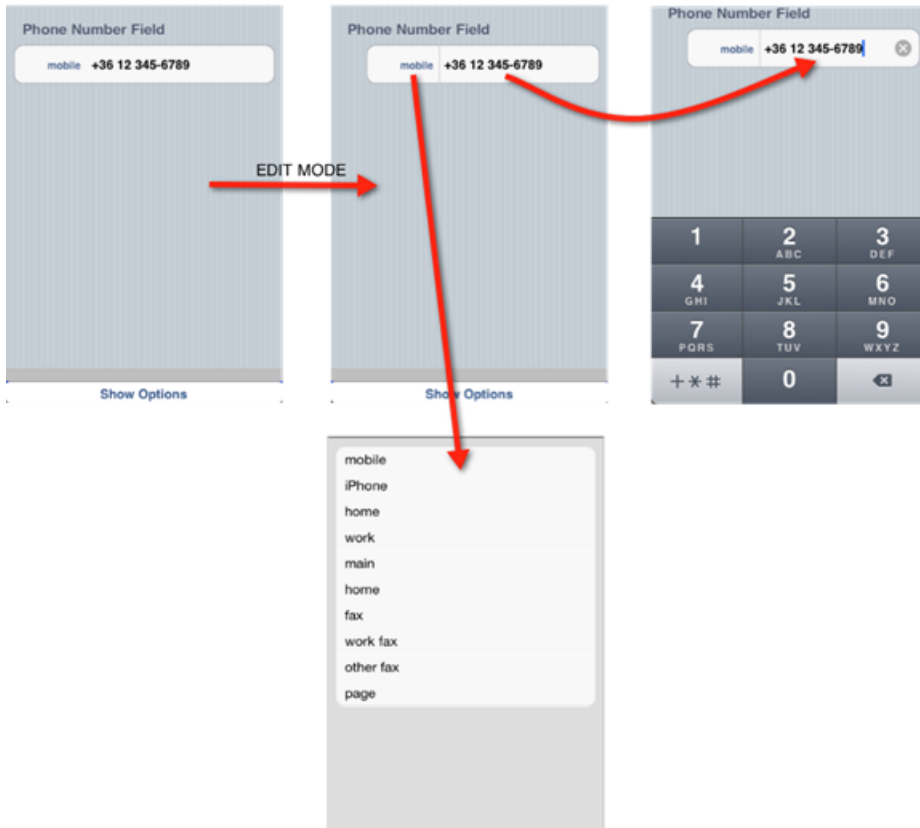 Phone Number Field
mobile +36 12 345-6789
Show Options
EDIT MODE
Phone Number Field
mobile +36 12 345-6789
Show Options
Phone Number Field
mobile +36 12 345-6789
1 2 3
ABC DEF
4 5 6
GHI JKL MNO
7 8 9
PQRS TUV WXYZ
+*# 0
mobile
iPhone
home
work
main
home
fax
work fax
other fax
page